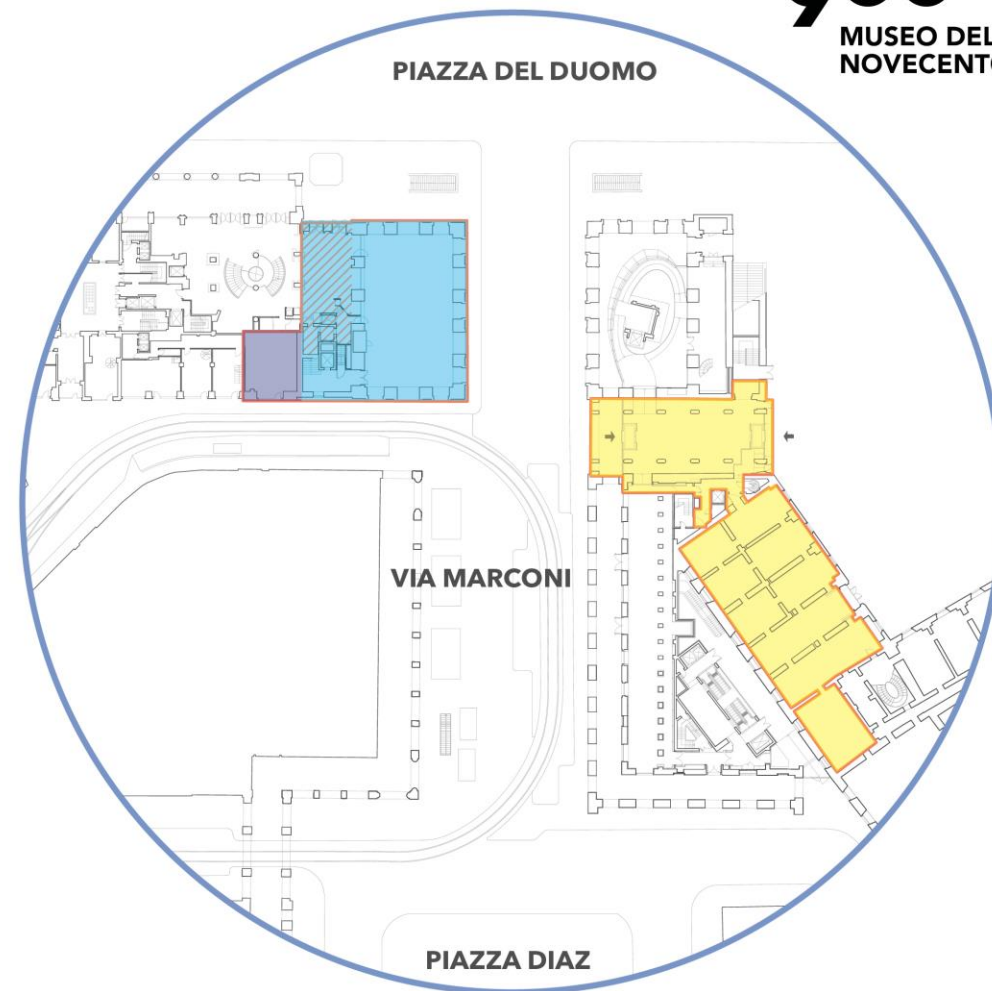 MUSEO DEL
NOVECENTO
PIAZZA DEL DUOMO
VIA MARCONI
PIAZZA DIAZ